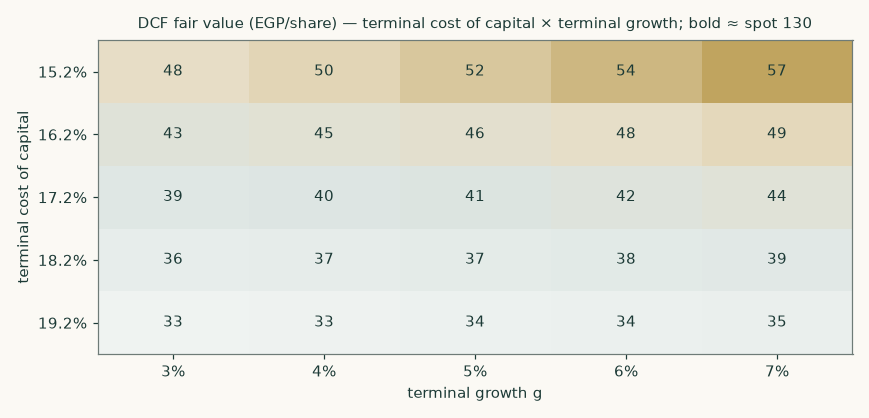 DCF fair value (EGP/share) — terminal cost of capital × terminal growth; bold ≈ spot 130
terminal cost of capital
15.2% 48 50 52 54 57
16.2% 43 45 46 48 49
17.2% 39 40 41 42 44
18.2% 36 37 37 38 39
19.2% 33 33 34 34 35
3% 4% 5% 6% 7%
terminal growth g